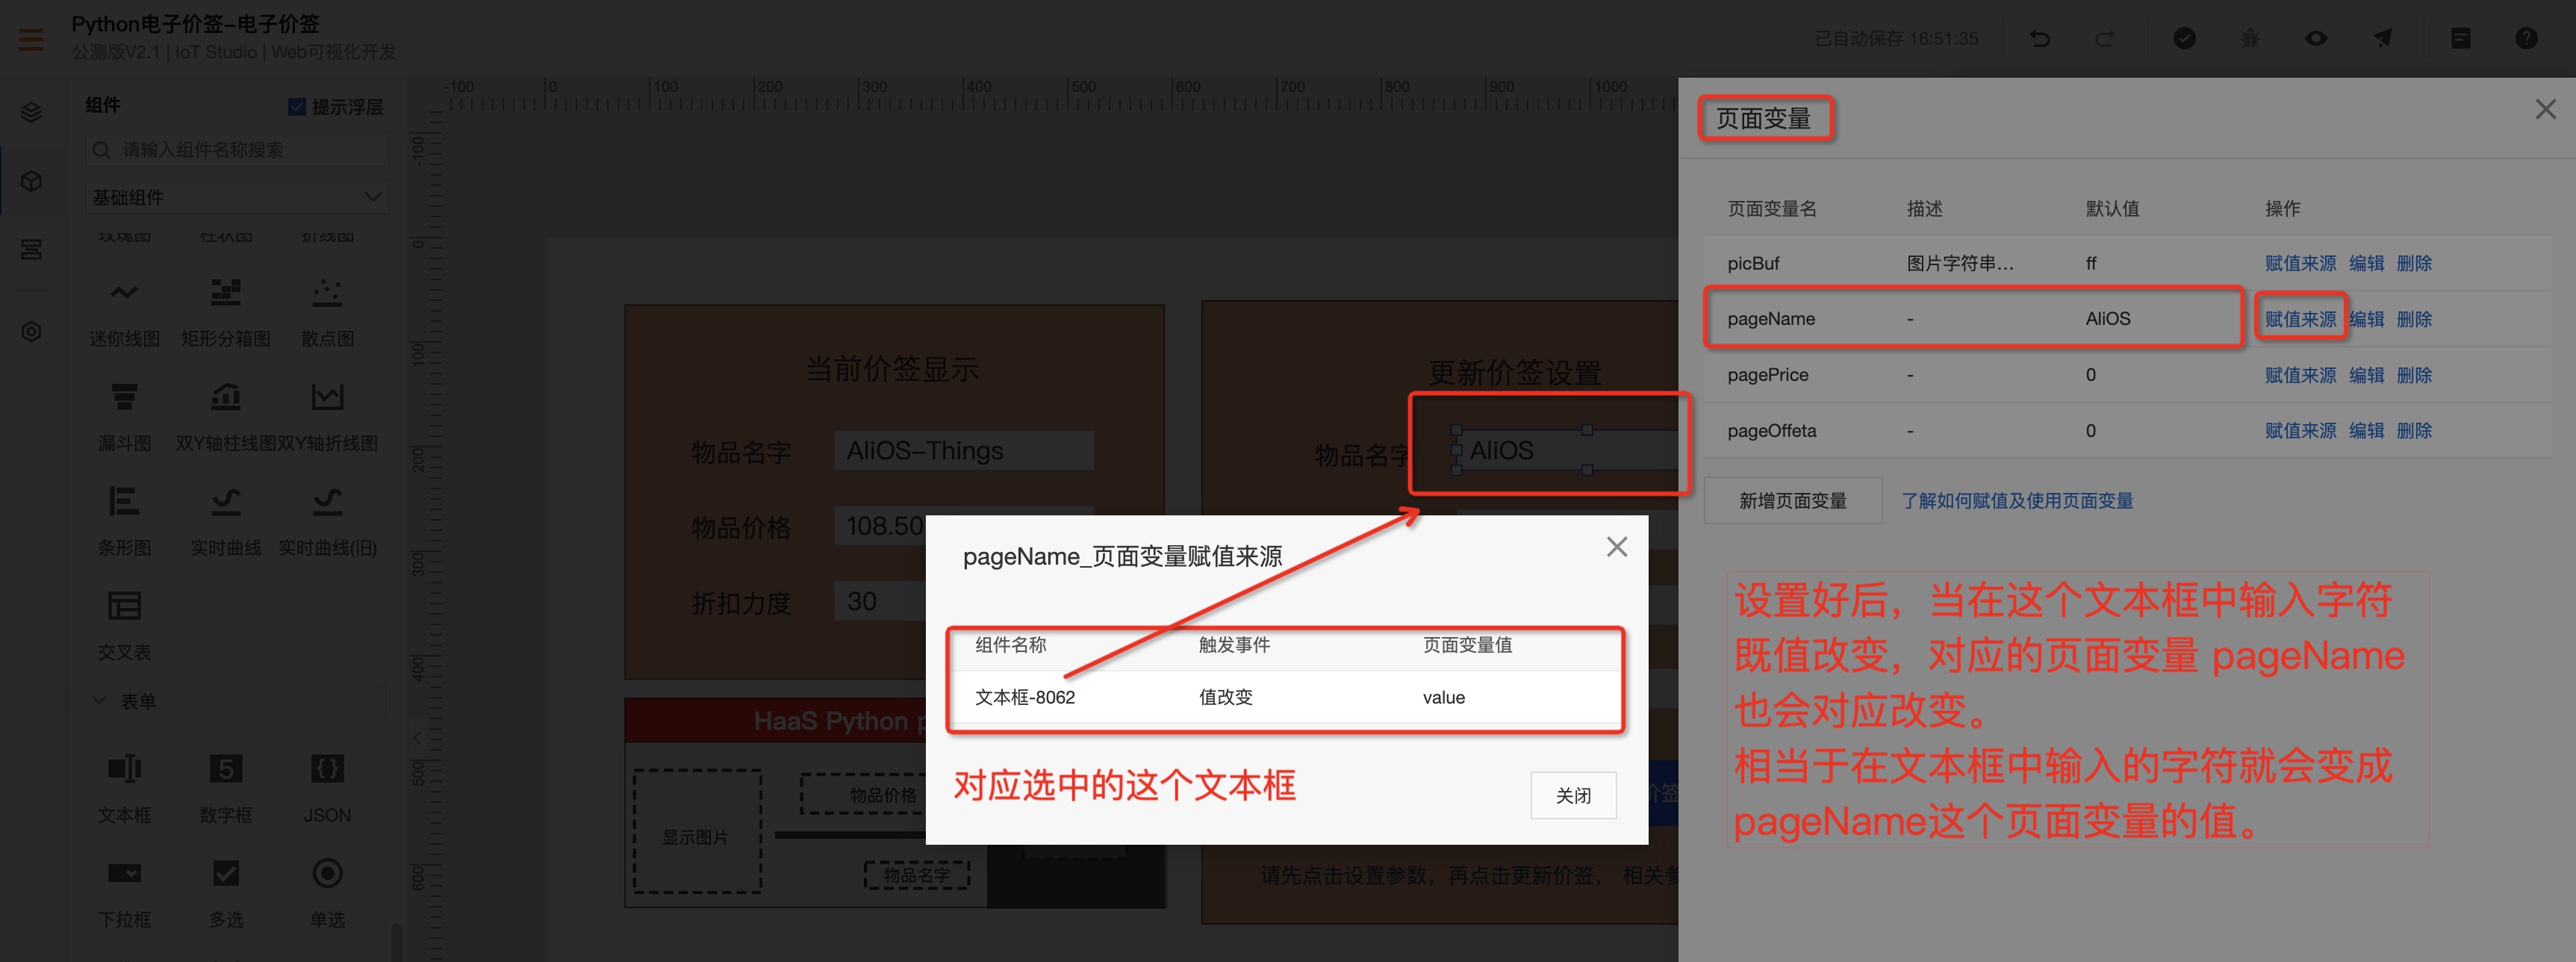 Python电子价签-电子价签
公测版V2.1 | IoT Studio | Web可视化开发
已自动保存 16:51:35
组件
提示浮层
请输入组件名称搜索
基础组件
玫瑰图 柱状图 折线图
迷你线图 矩形分箱图 散点图
漏斗图 双Y轴柱线图 双Y轴折线图
条形图 实时曲线 实时曲线(旧)
交叉表
表单
文本框 数字框 JSON
下拉框 多选 单选
-100 0 100 200 300 400 500 600 700 800 900 1000
-100
0
100
200
300
400
500
600
当前价签显示
物品名字 AliOS-Things
物品价格 108.50
折扣力度 30
HaaS Python p
显示图片
物品价格
物品名字
更新价签设置
物品名字 AliOS
价签
请先点击设置参数，再点击更新价签， 相关参
pageName_页面变量赋值来源
组件名称 触发事件 页面变量值
文本框-8062 值改变 value
对应选中的这个文本框
关闭
页面变量
页面变量名 描述 默认值 操作
picBuf 图片字符串... ff 赋值来源 编辑 删除
pageName - AliOS 赋值来源 编辑 删除
pagePrice - 0 赋值来源 编辑 删除
pageOffeta - 0 赋值来源 编辑 删除
新增页面变量 了解如何赋值及使用页面变量
设置好后，当在这个文本框中输入字符
既值改变，对应的页面变量 pageName
也会对应改变。
相当于在文本框中输入的字符就会变成
pageName这个页面变量的值。